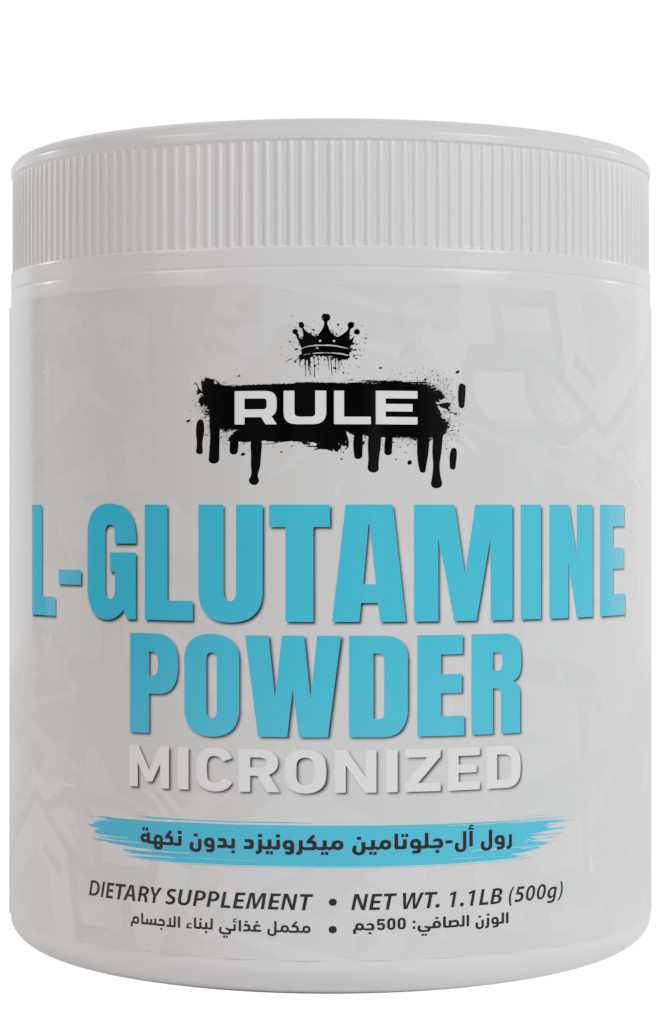 RULE
L-GLUTAMINE
POWDER
MICRONIZED
رول أل-جلوتامين ميكرونيزد بدون نكهة
DIETARY SUPPLEMENT • NET WT. 1.1LB (500g)
مكمل غذائي لبناء الاجسام • الوزن الصافي: 500جم